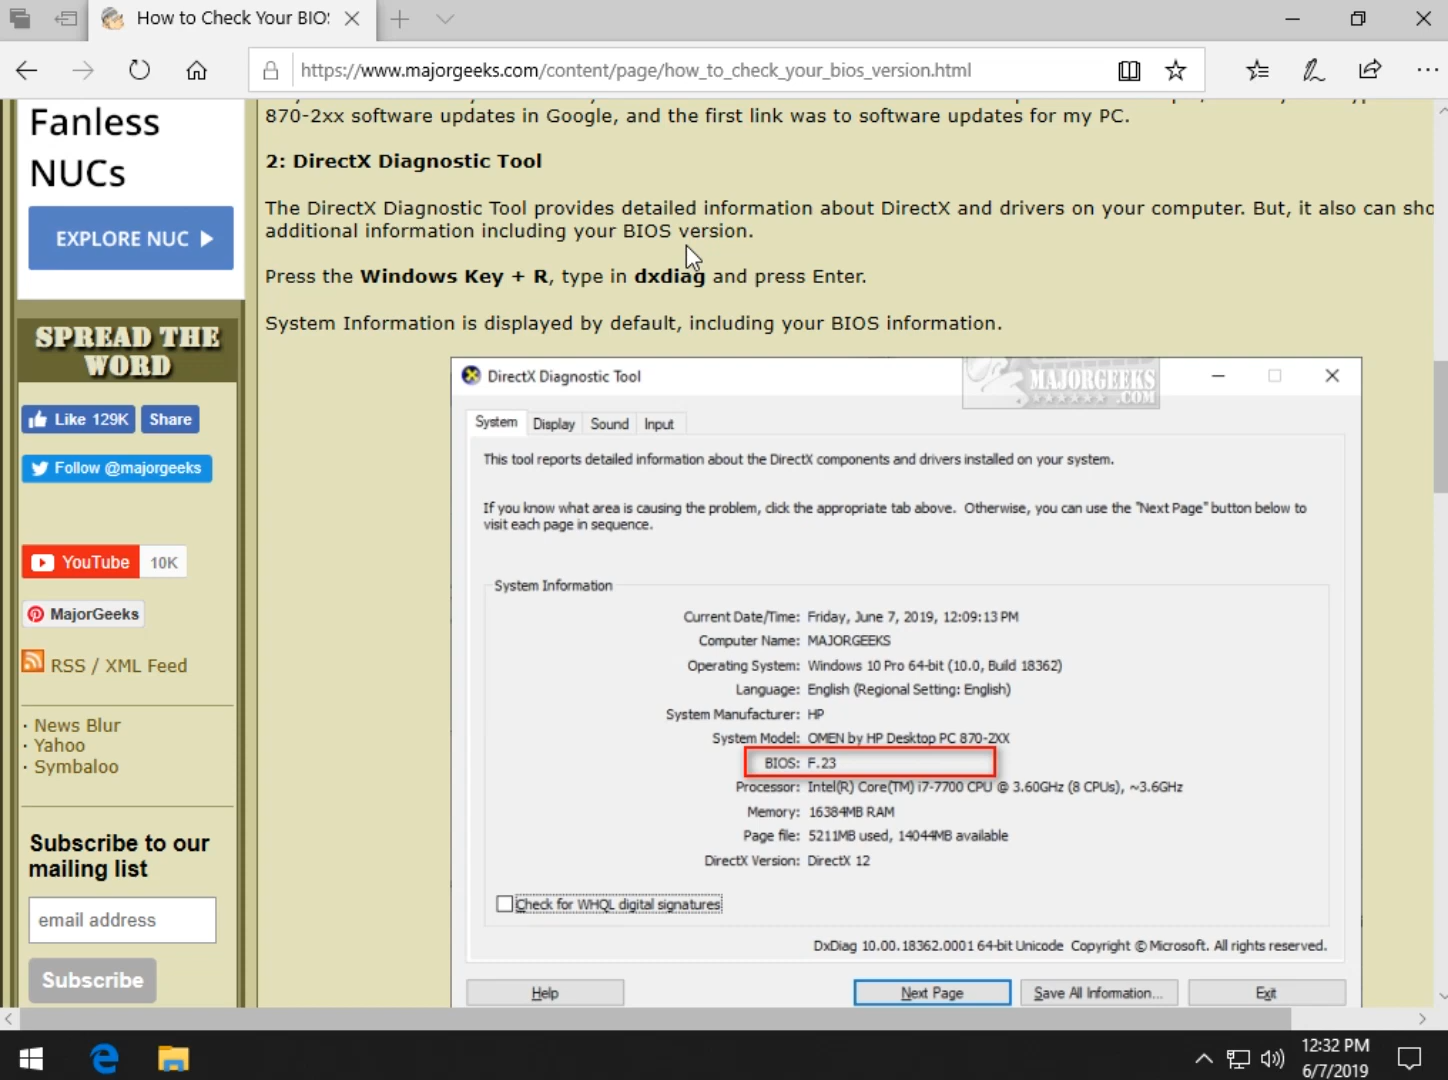 How to Check Your BIOS
https://www.majorgeeks.com/content/page/how_to_check_your_bios_version.html
Fanless
NUCs
EXPLORE NUC
SPREAD THE
WORD
Like 129K
Share
Follow @majorgeeks
YouTube
10K
MajorGeeks
RSS / XML Feed
· News Blur
· Yahoo
· Symbaloo
Subscribe to our
mailing list
email address
Subscribe
870-2xx software updates in Google, and the first link was to software updates for my PC.
2: DirectX Diagnostic Tool
The DirectX Diagnostic Tool provides detailed information about DirectX and drivers on your computer. But, it also can sho
additional information including your BIOS version.
Press the Windows Key + R, type in dxdiag and press Enter.
System Information is displayed by default, including your BIOS information.
DirectX Diagnostic Tool
MAJORGEEKS
.COM
System
Display
Sound
Input
This tool reports detailed information about the DirectX components and drivers installed on your system.
If you know what area is causing the problem, click the appropriate tab above. Otherwise, you can use the "Next Page" button below to
visit each page in sequence.
System Information
Current Date/Time: Friday, June 7, 2019, 12:09:13 PM
Computer Name: MAJORGEEKS
Operating System: Windows 10 Pro 64-bit (10.0, Build 18362)
Language: English (Regional Setting: English)
System Manufacturer: HP
System Model: OMEN by HP Desktop PC 870-2XX
BIOS: F.23
Processor: Intel(R) Core(TM) i7-7700 CPU @ 3.60GHz (8 CPUs), ~3.6GHz
Memory: 16384MB RAM
Page file: 5211MB used, 14044MB available
DirectX Version: DirectX 12
Check for WHQL digital signatures
DxDiag 10.00.18362.0001 64-bit Unicode Copyright © Microsoft. All rights reserved.
Help
Next Page
Save All Information...
Exit
12:32 PM
6/7/2019